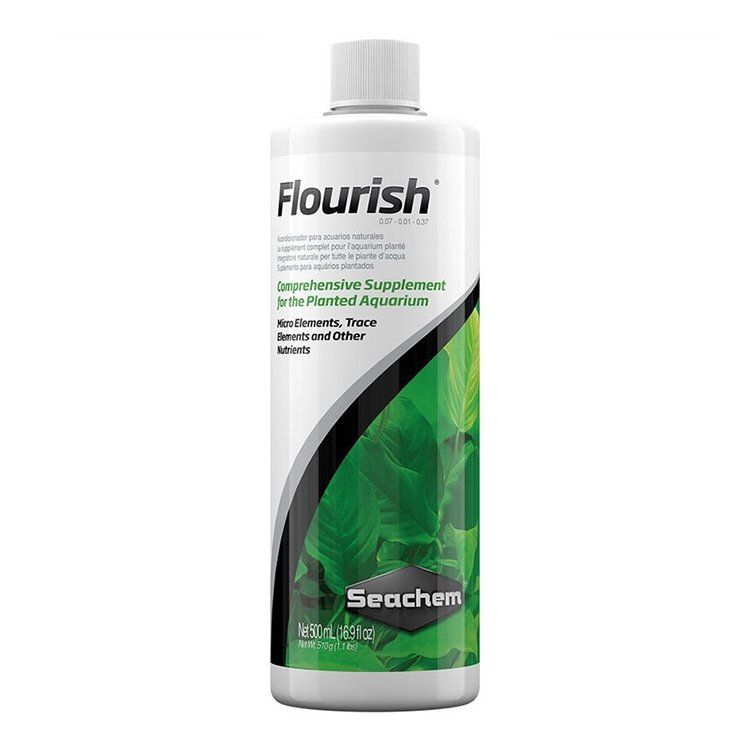 Flourish®
0.07 - 0.01 - 0.37
Acondicionador para acuarios naturales
Le supplément complet pour l'aquarium planté
Integratore naturale per tutte le piante d'acqua
Suplemento para aquários plantados
Comprehensive Supplement
for the Planted Aquarium
Micro Elements, Trace
Elements and Other
Nutrients
Seachem®
Net 500 mL (16.9 fl oz)
Net Wt. 510 g (1.1 lbs)